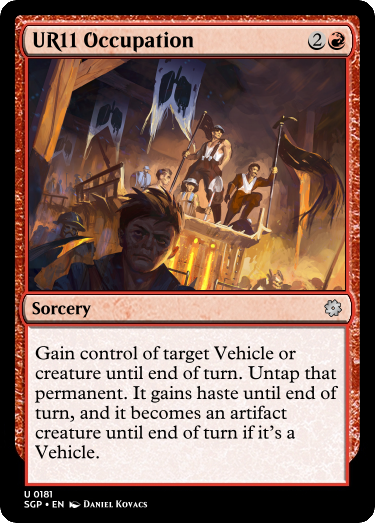 UR11 Occupation 2
Sorcery
Gain control of target Vehicle or
creature until end of turn. Untap that
permanent. It gains haste until end of
turn, and it becomes an artifact
creature until end of turn if it's a
Vehicle.
U 0181
SGP • EN Daniel Kovacs